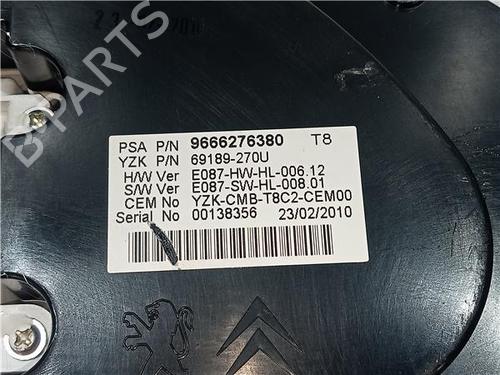 PSA P/N 9666276380 T8
YZK P/N 69189-270U
H/W Ver E087-HW-HL-006.12
S/W Ver E087-SW-HL-008.01
CEM No YZK-CMB-T8C2-CEM00
Serial No 00138356 23/02/2010